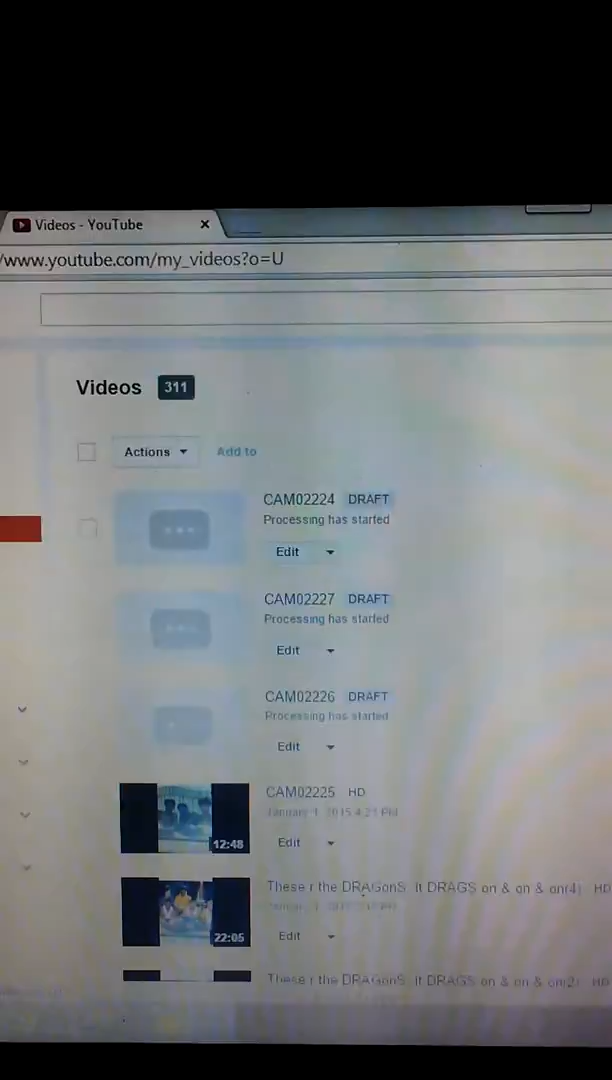 Videos - YouTube
/www.youtube.com/my_videos?o=U
Videos 311
Actions Add to
CAM02224 DRAFT
Processing has started
Edit
CAM02227 DRAFT
Processing has started
Edit
CAM02226 DRAFT
Processing has started
Edit
CAM02225 HD
January 1, 2015 4:21 PM
12:48
Edit
These r the DRAGonS it DRAGS on & on & on(4) HD
22:05
Edit
These r the DRAGonS it DRAGS on & on & on(2) HD